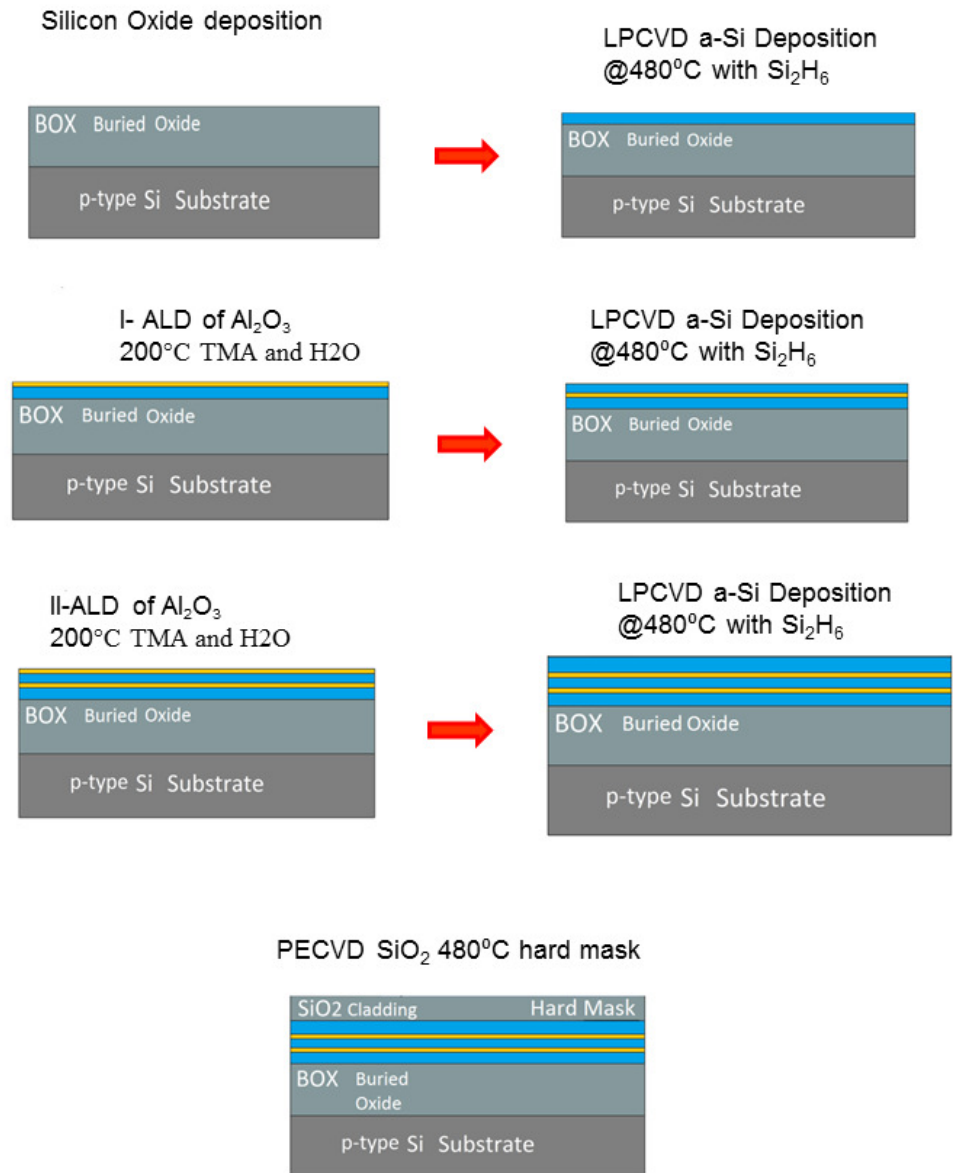 Silicon Oxide deposition
BOX Buried Oxide
p-type Si Substrate
LPCVD a-Si Deposition
@480⁰C with Si₂H₆
BOX Buried Oxide
p-type Si Substrate
I- ALD of Al₂O₃
200°C TMA and H2O
BOX Buried Oxide
p-type Si Substrate
LPCVD a-Si Deposition
@480⁰C with Si₂H₆
BOX Buried Oxide
p-type Si Substrate
II-ALD of Al₂O₃
200°C TMA and H2O
BOX Buried Oxide
p-type Si Substrate
LPCVD a-Si Deposition
@480⁰C with Si₂H₆
BOX Buried Oxide
p-type Si Substrate
PECVD SiO₂ 480⁰C hard mask
SiO2 Cladding Hard Mask
BOX Buried
Oxide
p-type Si Substrate